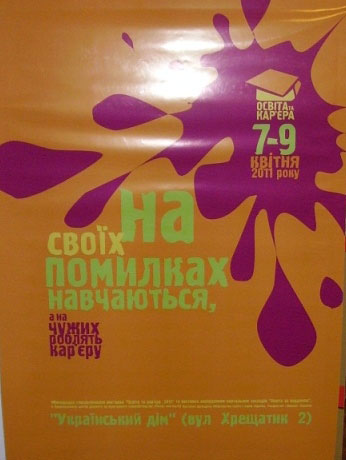 ОСВІТА ТА
КАР'ЄРА
7-9
КВІТНЯ
2011 року
на
своїх
помилках
навчаються,
а на
чужих
роблять
кар'єру
"Український дім" (вул Хрещатик 2)